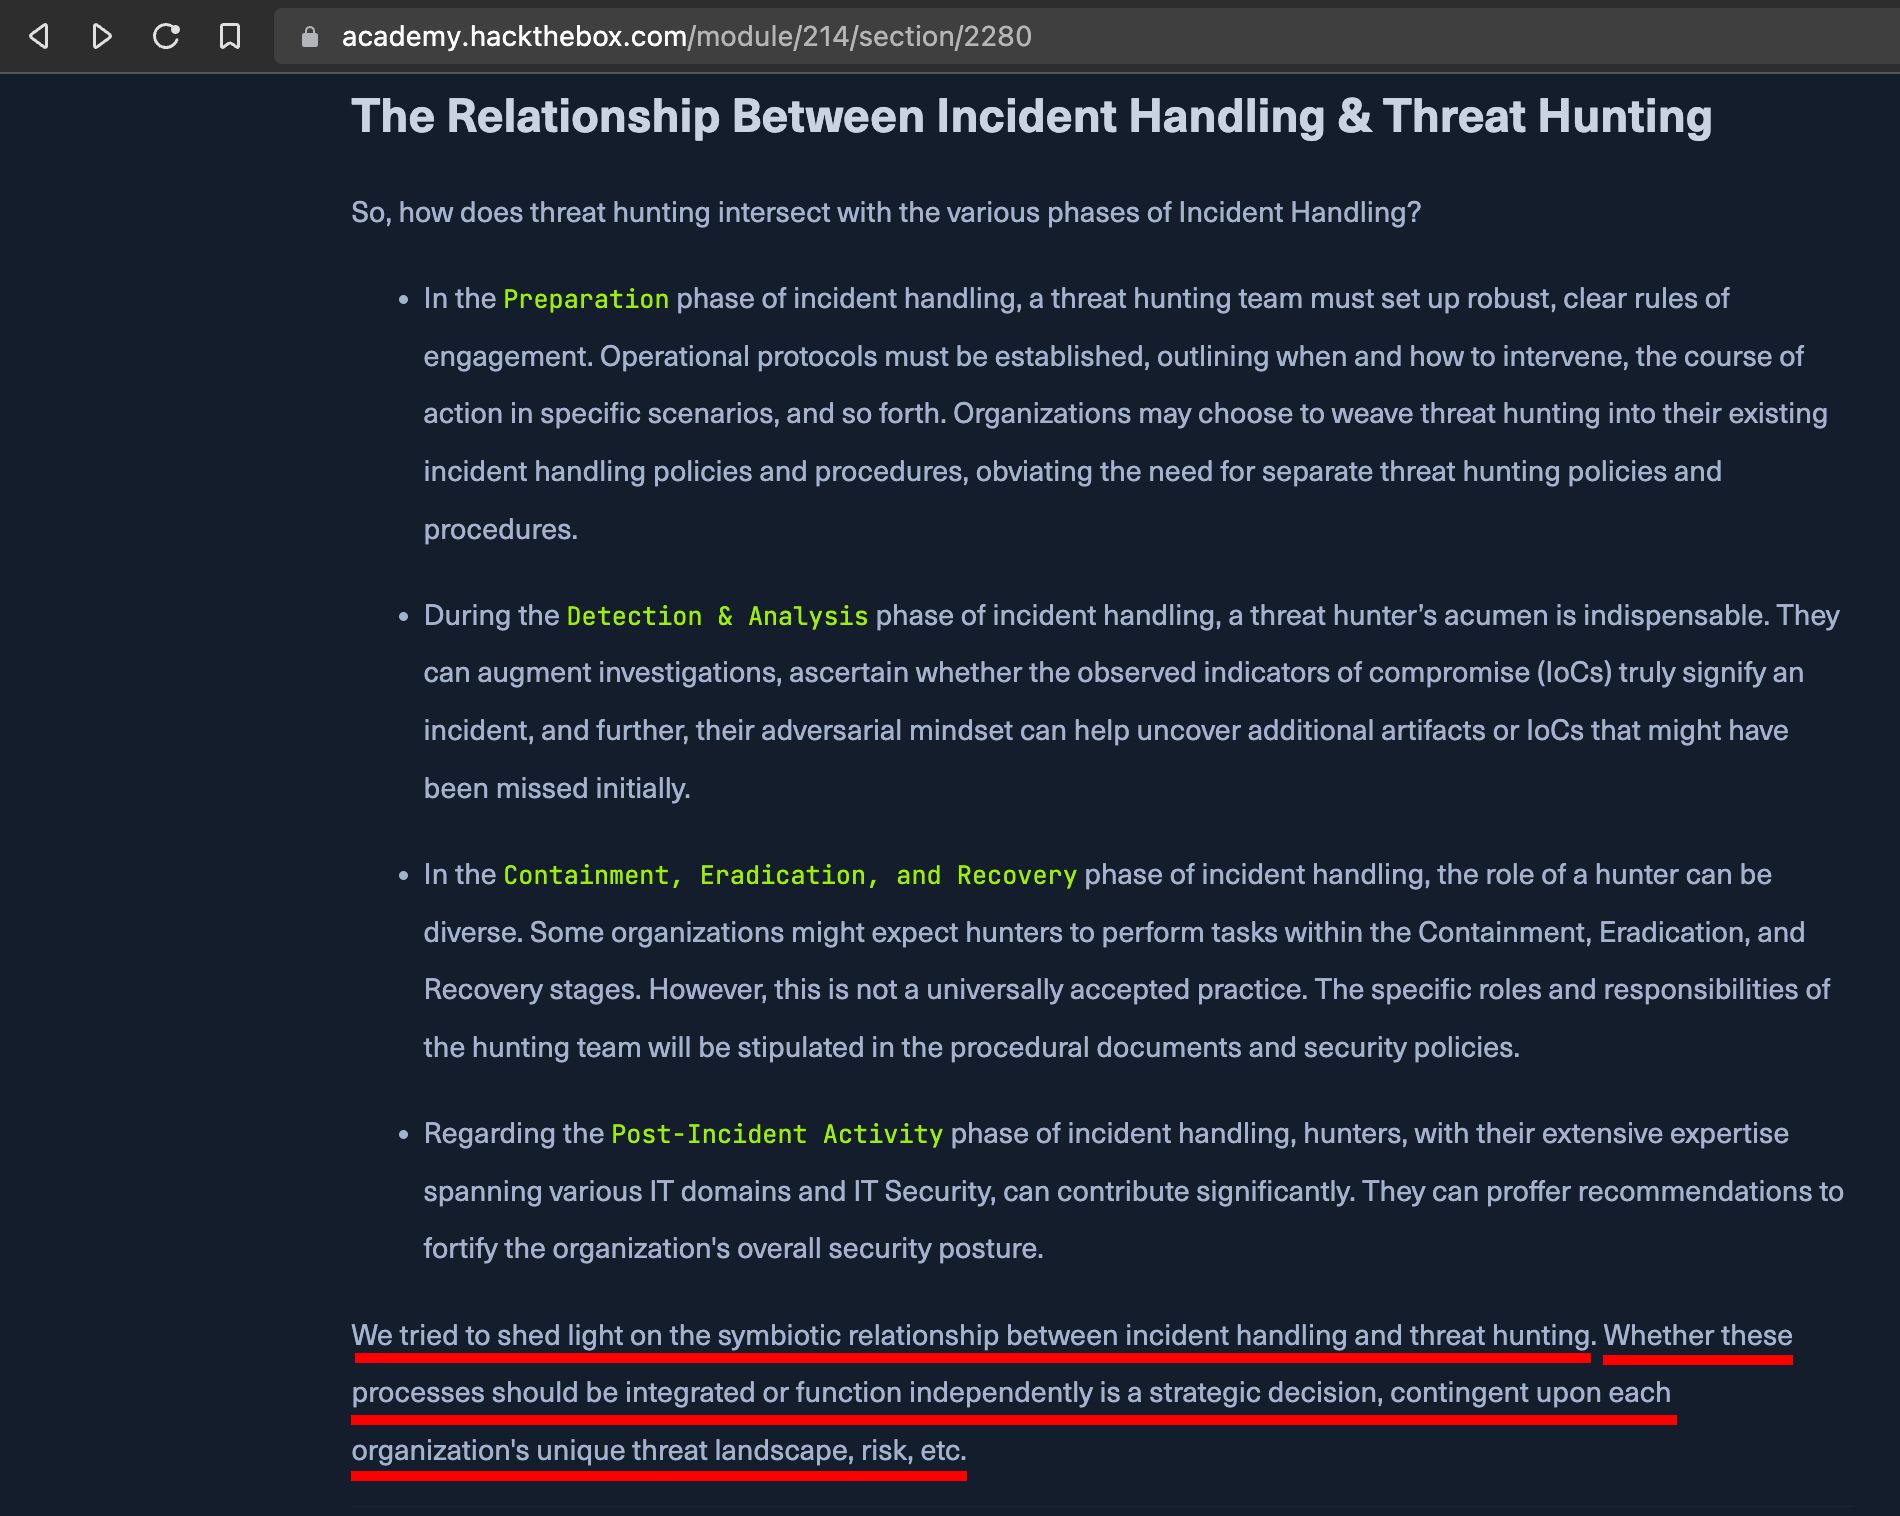 academy.hackthebox.com/module/214/section/2280
The Relationship Between Incident Handling & Threat Hunting
So, how does threat hunting intersect with the various phases of Incident Handling?
• In the Preparation phase of incident handling, a threat hunting team must set up robust, clear rules of
engagement. Operational protocols must be established, outlining when and how to intervene, the course of
action in specific scenarios, and so forth. Organizations may choose to weave threat hunting into their existing
incident handling policies and procedures, obviating the need for separate threat hunting policies and
procedures.
• During the Detection & Analysis phase of incident handling, a threat hunter's acumen is indispensable. They
can augment investigations, ascertain whether the observed indicators of compromise (IoCs) truly signify an
incident, and further, their adversarial mindset can help uncover additional artifacts or IoCs that might have
been missed initially.
• In the Containment, Eradication, and Recovery phase of incident handling, the role of a hunter can be
diverse. Some organizations might expect hunters to perform tasks within the Containment, Eradication, and
Recovery stages. However, this is not a universally accepted practice. The specific roles and responsibilities of
the hunting team will be stipulated in the procedural documents and security policies.
• Regarding the Post-Incident Activity phase of incident handling, hunters, with their extensive expertise
spanning various IT domains and IT Security, can contribute significantly. They can proffer recommendations to
fortify the organization's overall security posture.
We tried to shed light on the symbiotic relationship between incident handling and threat hunting. Whether these
processes should be integrated or function independently is a strategic decision, contingent upon each
organization's unique threat landscape, risk, etc.